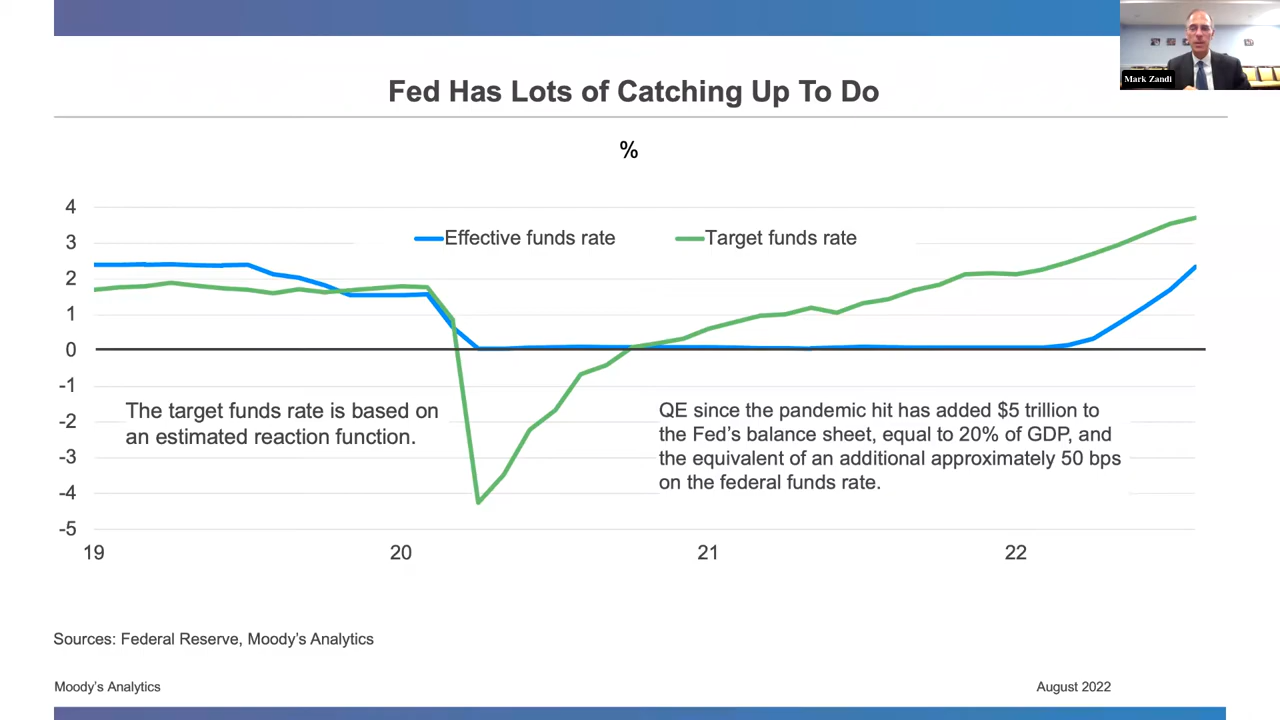 Mark Zandi
Fed Has Lots of Catching Up To Do
%
4
3
2
1
0
-1
-2
-3
-4
-5
Effective funds rate
Target funds rate
The target funds rate is based on
an estimated reaction function.
QE since the pandemic hit has added $5 trillion to
the Fed’s balance sheet, equal to 20% of GDP, and
the equivalent of an additional approximately 50 bps
on the federal funds rate.
19 20 21 22
Sources: Federal Reserve, Moody’s Analytics
Moody’s Analytics
August 2022